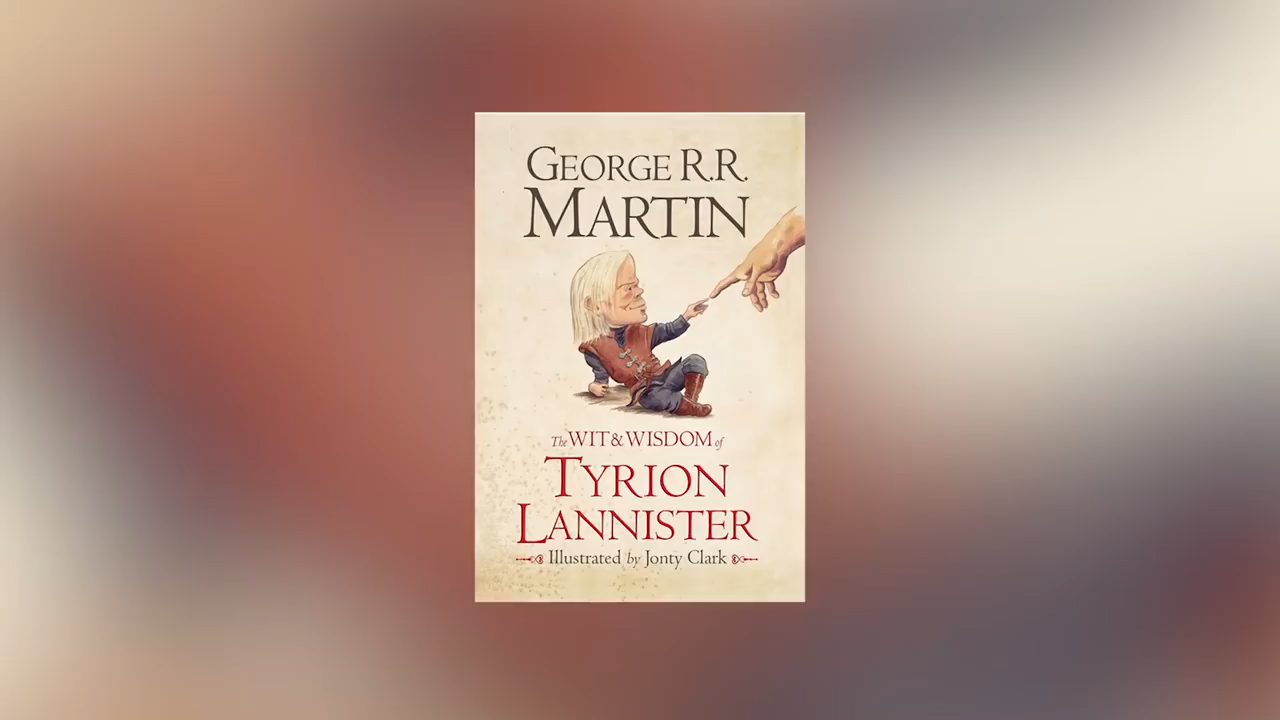 GEORGE R.R.
MARTIN
The WIT & WISDOM of
TYRION
LANNISTER
Illustrated by Jonty Clark